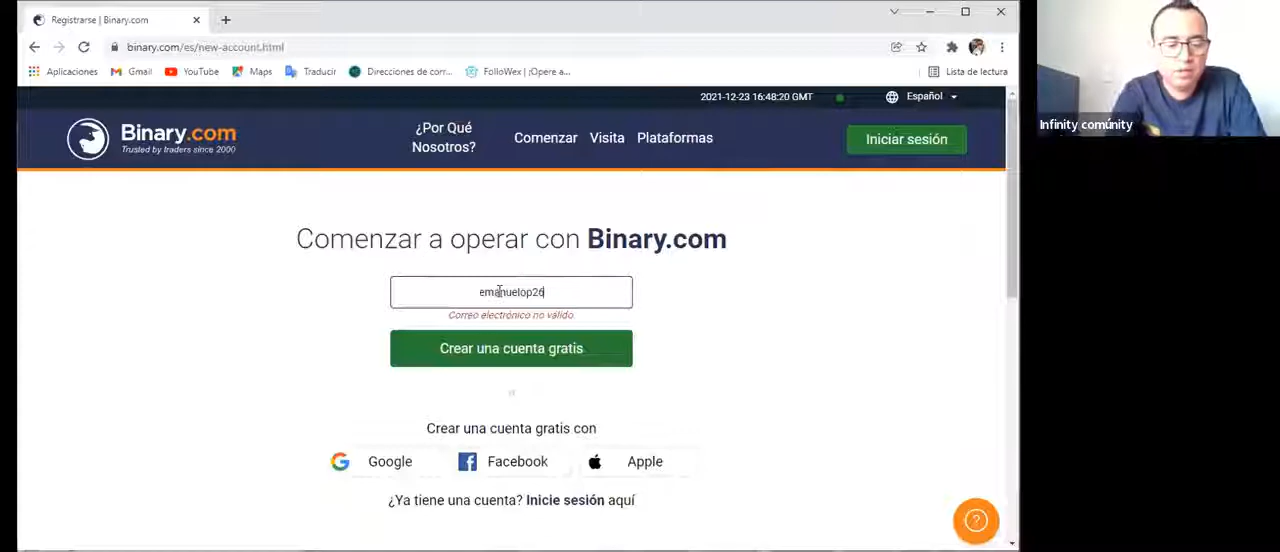 Registrarse | Binary.com
binary.com/es/new-account.html
Aplicaciones
Gmail
YouTube
Maps
Traducir
Direcciones de corr...
FolloWex | ¡Opere a...
Lista de lectura
2021-12-23 16:48:20 GMT
Español
Binary.com
Trusted by traders since 2000
¿Por Qué
Nosotros?
Comenzar
Visita
Plataformas
Iniciar sesión
Infinity comúnity
Comenzar a operar con Binary.com
emanuelop26
Correo electrónico no válido.
Crear una cuenta gratis
Crear una cuenta gratis con
Google
Facebook
Apple
¿Ya tiene una cuenta? Inicie sesión aquí